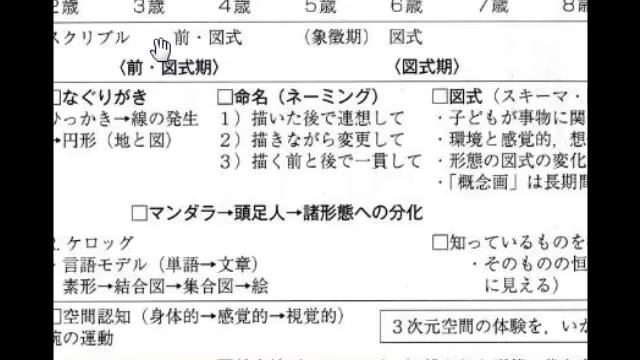 2歳 3歳 4歳 5歳 6歳 7歳 8歳
スクリブル 前・図式 (象徴期) 図式
〈前・図式期〉 〈図式期〉
□なぐりがき □命名(ネーミング) □図式(スキーマ・
ひっかき→線の発生 1)描いた後で連想して ・子どもが事物に関
→円形(地と図) 2)描きながら変更して ・環境と感覚的,想
3)描く前と後で一貫して ・形態の図式の変化
・「概念画」は長期間
□マンダラ→頭足人→諸形態への分化
R. ケロッグ □知っているものを
・言語モデル(単語→文章) ・そのものの恒
素形→結合図→集合図→絵 に見える)
□空間認知(身体的→感覚的→視覚的) 3次元空間の体験を,いか
腕の運動